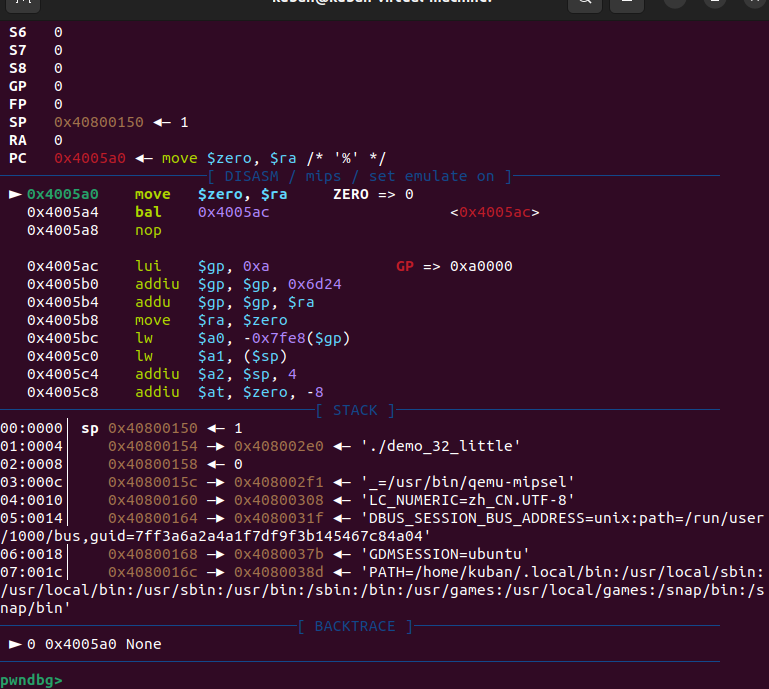 S6   0
S7   0
S8   0
GP   0
FP   0
SP   0x40800150 ◂— 1
RA   0
PC   0x4005a0 ◂— move $zero, $ra /* '%' */
[ DISASM / mips / set emulate on ]
► 0x4005a0    move   $zero, $ra     ZERO => 0
0x4005a4    bal    0x4005ac                    <0x4005ac>
0x4005a8    nop
0x4005ac    lui    $gp, 0xa              GP => 0xa0000
0x4005b0    addiu  $gp, $gp, 0x6d24
0x4005b4    addu   $gp, $gp, $ra
0x4005b8    move   $ra, $zero
0x4005bc    lw     $a0, -0x7fe8($gp)
0x4005c0    lw     $a1, ($sp)
0x4005c4    addiu  $a2, $sp, 4
0x4005c8    addiu  $at, $zero, -8
[ STACK ]
00:0000│ sp 0x40800150 ◂— 1
01:0004│    0x40800154 —▸ 0x408002e0 ◂— './demo_32_little'
02:0008│    0x40800158 ◂— 0
03:000c│    0x4080015c —▸ 0x408002f1 ◂— '_=/usr/bin/qemu-mipsel'
04:0010│    0x40800160 —▸ 0x40800308 ◂— 'LC_NUMERIC=zh_CN.UTF-8'
05:0014│    0x40800164 —▸ 0x4080031f ◂— 'DBUS_SESSION_BUS_ADDRESS=unix:path=/run/user
/1000/bus,guid=7ff3a6a2a4a1f7df9f3b145467c84a04'
06:0018│    0x40800168 —▸ 0x4080037b ◂— 'GDMSESSION=ubuntu'
07:001c│    0x4080016c —▸ 0x4080038d ◂— 'PATH=/home/kuban/.local/bin:/usr/local/sbin:
/usr/local/bin:/usr/sbin:/usr/bin:/sbin:/bin:/usr/games:/usr/local/games:/snap/bin:/s
nap/bin'
[ BACKTRACE ]
► 0 0x4005a0 None
pwndbg>